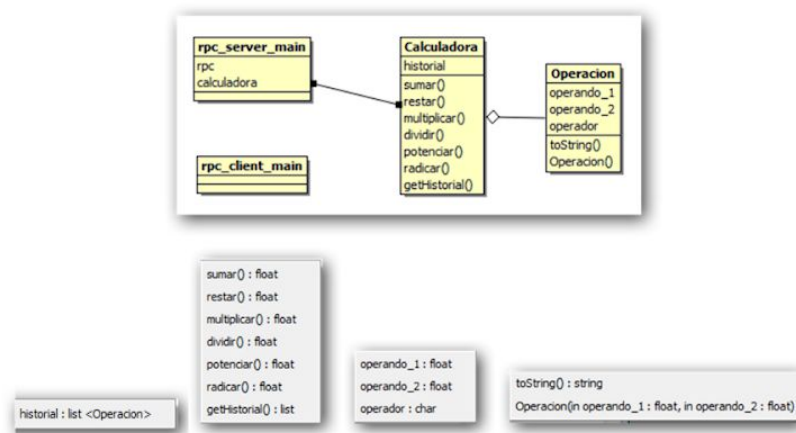 rpc_server_main
rpc
calculadora
rpc_client_main
Calculadora
historial
sumar()
restar()
multiplicar()
dividir()
potenciar()
radicar()
getHistorial()
Operacion
operando_1
operando_2
operador
toString()
Operacion()
historial : list <Operacion>
sumar() : float
restar() : float
multiplicar() : float
dividir() : float
potenciar() : float
radicar() : float
getHistorial() : list
operando_1 : float
operando_2 : float
operador : char
toString() : string
Operacion(in operando_1 : float, in operando_2 : float)